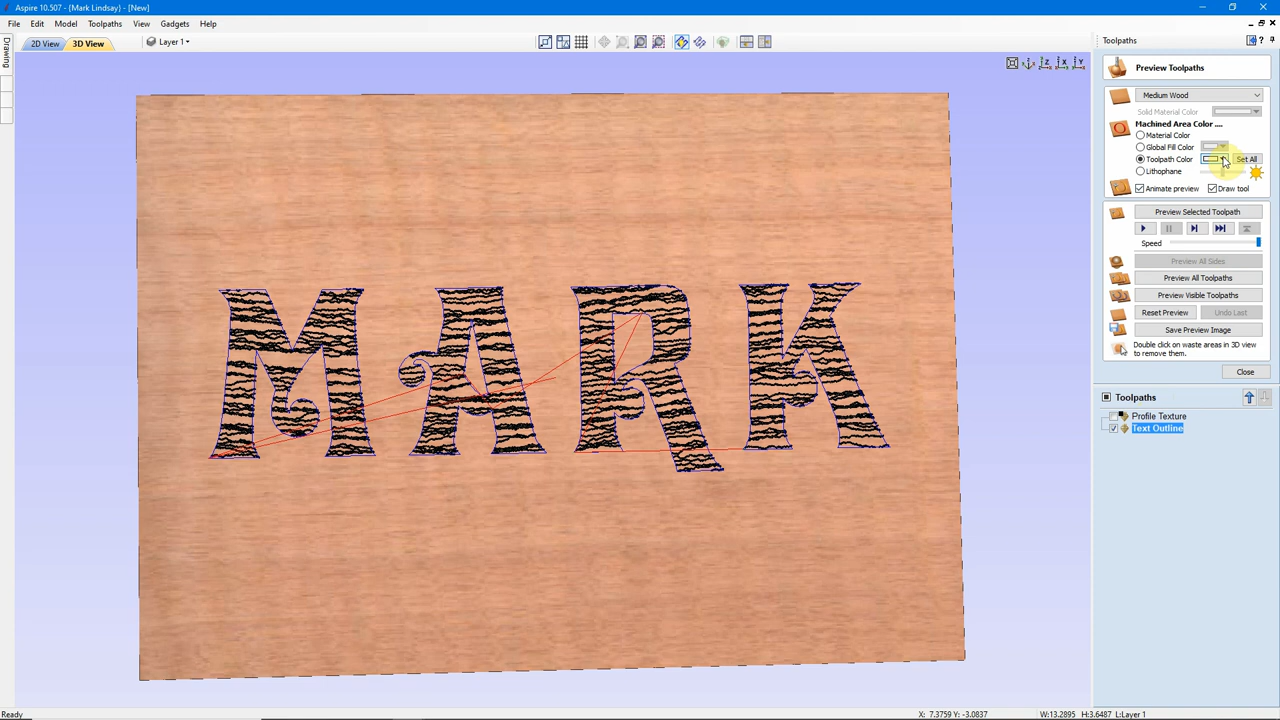 Aspire 10.507 - {Mark Lindsay} - [New]
File Edit Model Toolpaths View Gadgets Help
2D View 3D View Layer 1
Drawing
MARK
Toolpaths
Preview Toolpaths
Medium Wood
Solid Material Color
Machined Area Color ....
Material Color
Global Fill Color
Toolpath Color Set All
Lithophane
Animate preview Draw tool
Preview Selected Toolpath
Speed
Preview All Sides
Preview All Toolpaths
Preview Visible Toolpaths
Reset Preview Undo Last
Save Preview Image
Double click on waste areas in 3D view
to remove them.
Close
Toolpaths
Profile Texture
Text Outline
Ready X: 7.3759 Y: -3.0837 W:13.2895 H:3.6487 L:Layer 1